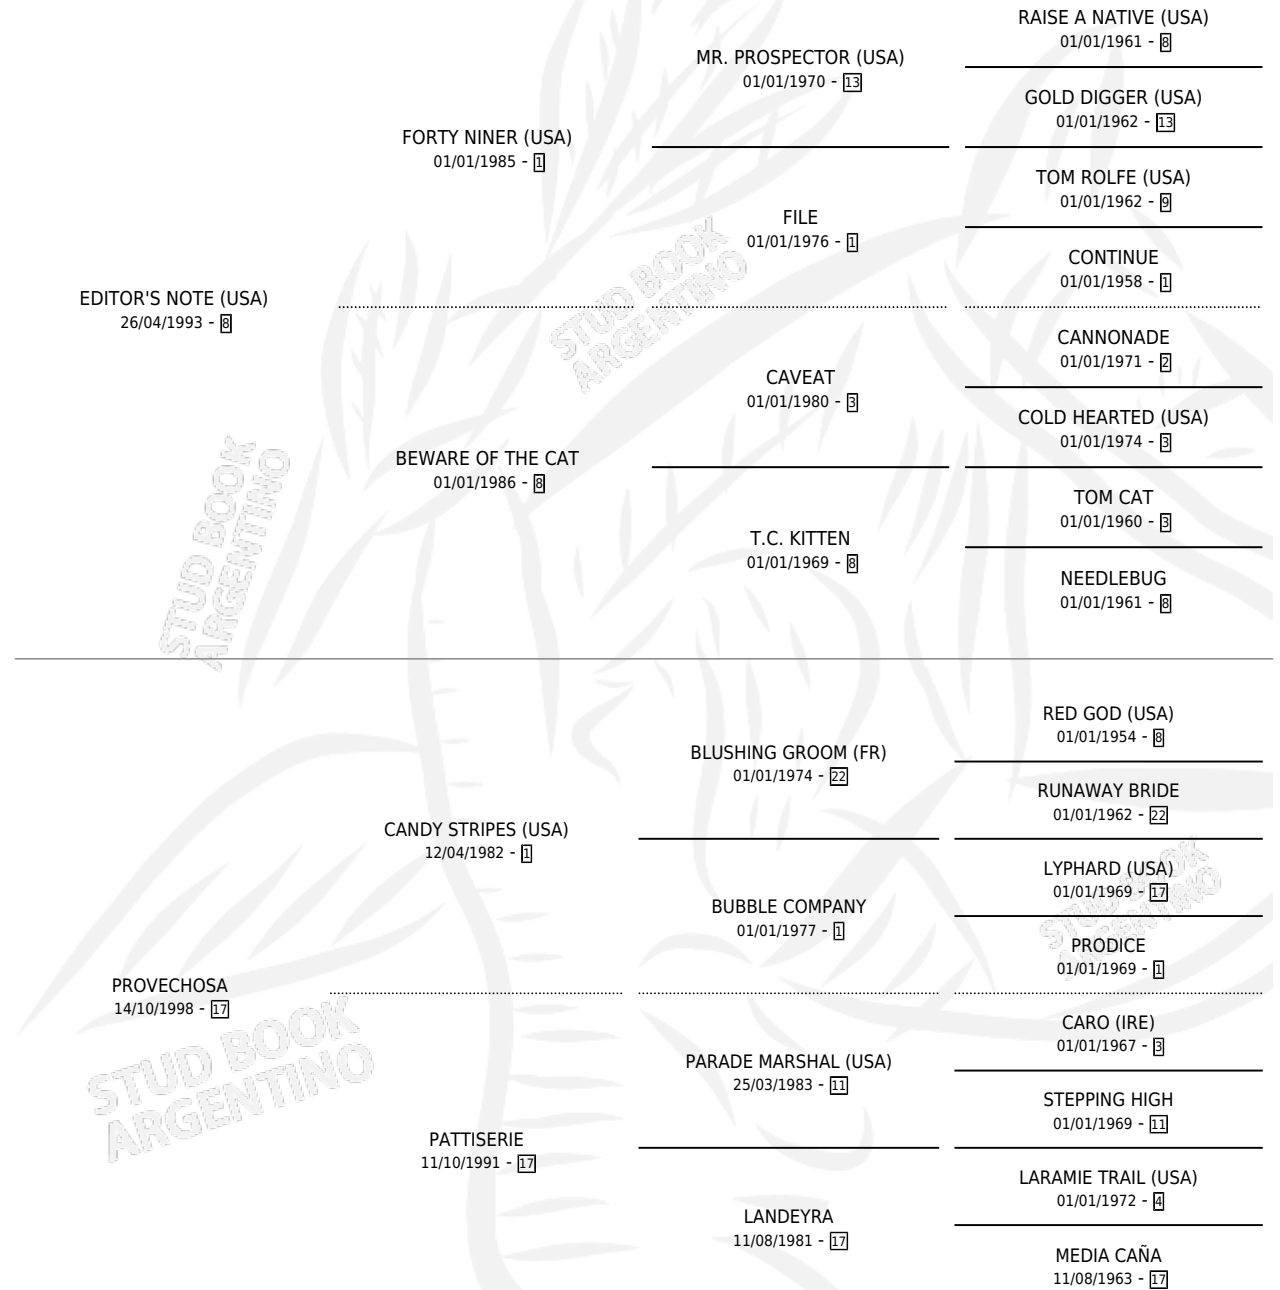 RAISE A NATIVE (USA)
01/01/1961 - 8
MR. PROSPECTOR (USA)
01/01/1970 - 13
GOLD DIGGER (USA)
01/01/1962 - 13
FORTY NINER (USA)
01/01/1985 - 1
TOM ROLFE (USA)
01/01/1962 - 9
FILE
01/01/1976 - 1
CONTINUE
01/01/1958 - 1
EDITOR'S NOTE (USA)
26/04/1993 - 8
CANNONADE
01/01/1971 - 2
CAVEAT
01/01/1980 - 3
COLD HEARTED (USA)
01/01/1974 - 3
BEWARE OF THE CAT
01/01/1986 - 8
TOM CAT
01/01/1960 - 3
T.C. KITTEN
01/01/1969 - 8
NEEDLEBUG
01/01/1961 - 8
RED GOD (USA)
01/01/1954 - 8
BLUSHING GROOM (FR)
01/01/1974 - 22
RUNAWAY BRIDE
01/01/1962 - 22
CANDY STRIPES (USA)
12/04/1982 - 1
LYPHARD (USA)
01/01/1969 - 17
BUBBLE COMPANY
01/01/1977 - 1
PRODICE
01/01/1969 - 1
PROVECHOSA
14/10/1998 - 17
CARO (IRE)
01/01/1967 - 3
PARADE MARSHAL (USA)
25/03/1983 - 11
STEPPING HIGH
01/01/1969 - 11
PATTISERIE
11/10/1991 - 17
LARAMIE TRAIL (USA)
01/01/1972 - 4
LANDEYRA
11/08/1981 - 17
MEDIA CAÑA
11/08/1963 - 17
STUD BOOK
ARGENTINO
STUD BOOK
ARGENTINO
STUD BOOK
ARGENTINO
STUD BOOK
ARGENTINO